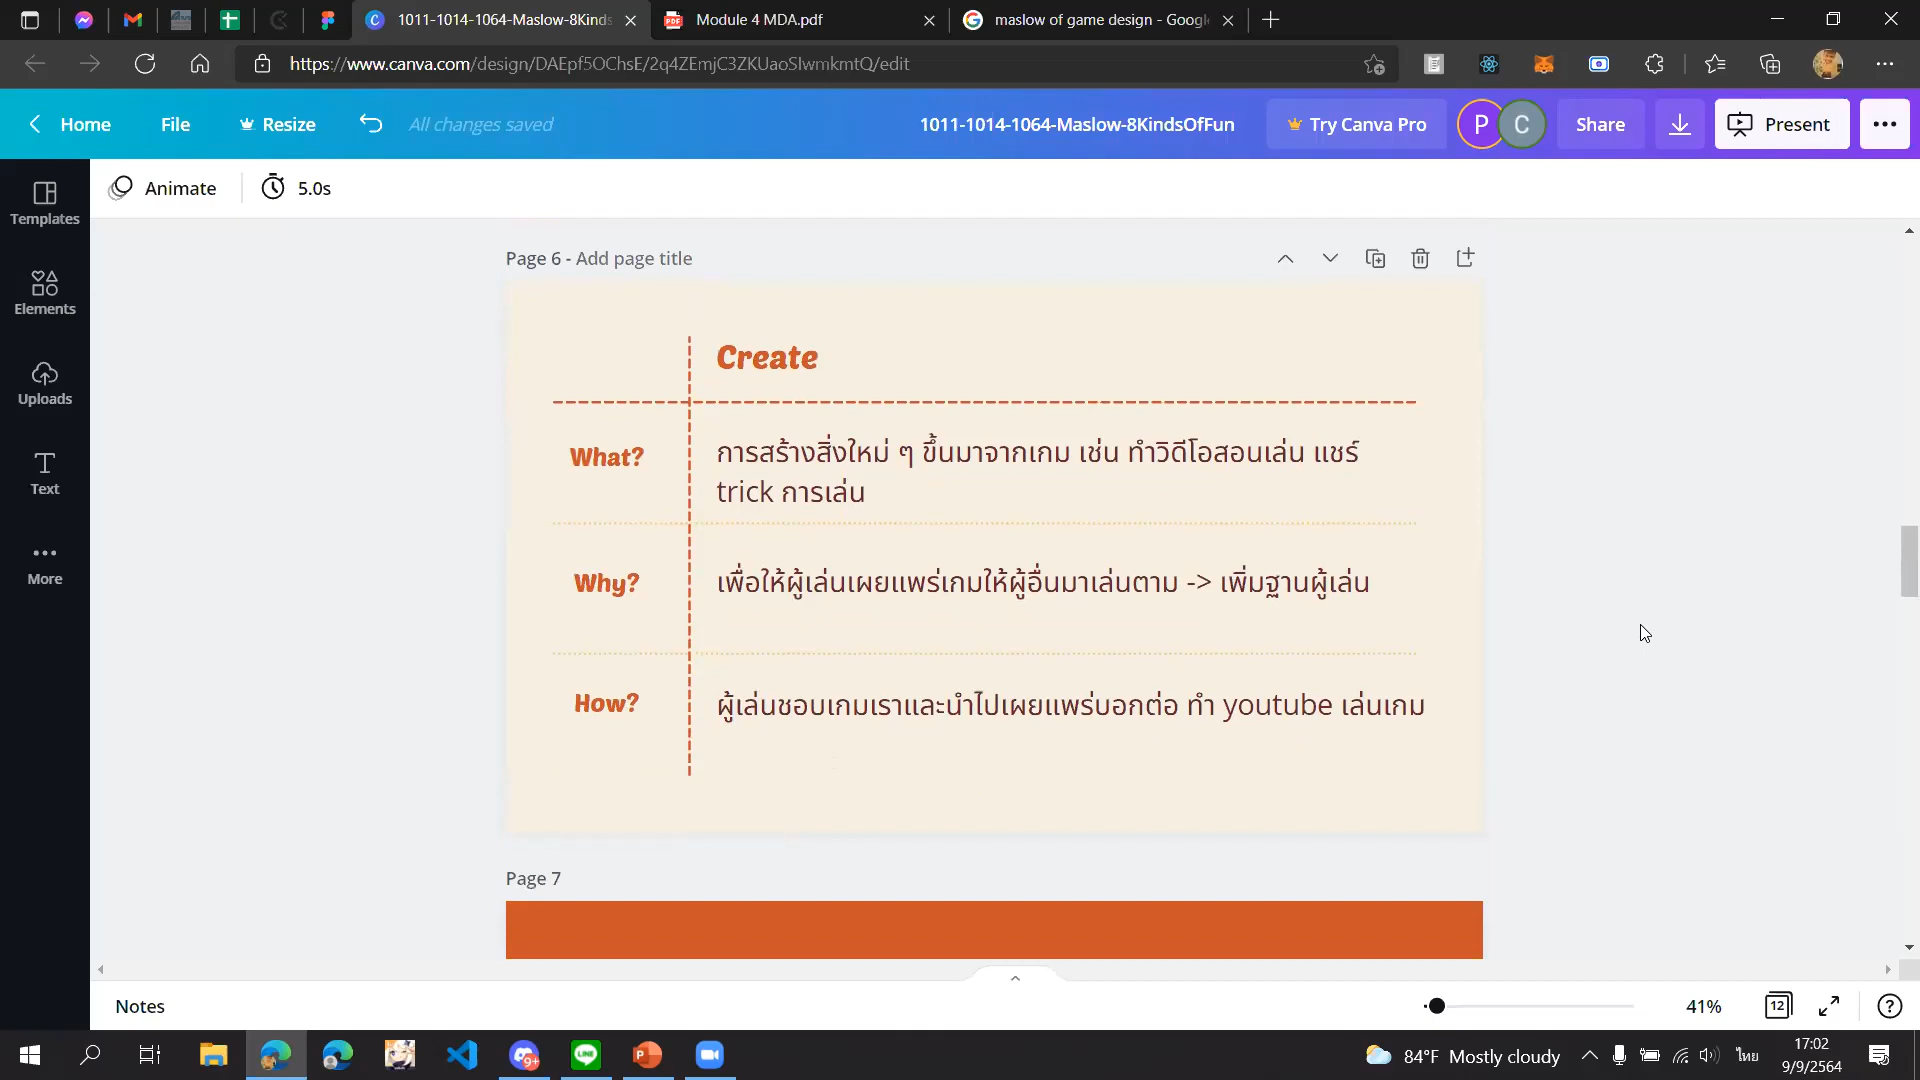 1011-1014-1064-Maslow-8Kinds
Module 4 MDA.pdf
maslow of game design - Google
https://www.canva.com/design/DAEpf5OChsE/2q4ZEmjC3ZKUaoSlwmkmtQ/edit
Home
File
Resize
All changes saved
1011-1014-1064-Maslow-8KindsOfFun
Try Canva Pro
P
C
Share
Present
Animate
5.0s
Templates
Elements
Uploads
Text
More
Page 6 - Add page title
Create
What?
การสร้างสิ่งใหม่ ๆ ขึ้นมาจากเกม เช่น ทำวิดีโอสอนเล่น แชร์
trick การเล่น
Why?
เพื่อให้ผู้เล่นเผยแพร่เกมให้ผู้อื่นมาเล่นตาม -> เพิ่มฐานผู้เล่น
How?
ผู้เล่นชอบเกมเราและนำไปเผยแพร่บอกต่อ ทำ youtube เล่นเกม
Page 7
Notes
41%
12
84°F Mostly cloudy
ไทย
17:02
9/9/2564